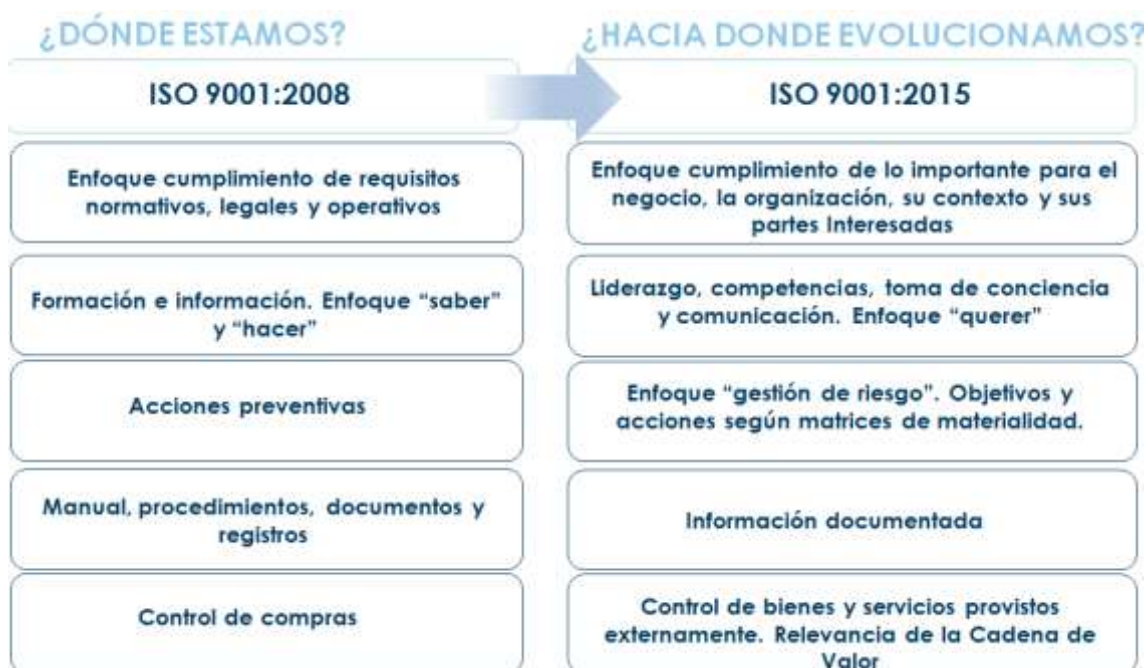 ¿DÓNDE ESTAMOS?
¿HACIA DONDE EVOLUCIONAMOS?
ISO 9001:2008
ISO 9001:2015
Enfoque cumplimiento de requisitos
normativos, legales y operativos
Enfoque cumplimiento de lo importante para el
negocio, la organización, su contexto y sus
partes Interesadas
Formación e información. Enfoque “saber”
y “hacer”
Liderazgo, competencias, toma de conciencia
y comunicación. Enfoque “querer”
Acciones preventivas
Enfoque “gestión de riesgo”. Objetivos y
acciones según matrices de materialidad.
Manual, procedimientos, documentos y
registros
Información documentada
Control de compras
Control de bienes y servicios provistos
externamente. Relevancia de la Cadena de
Valor